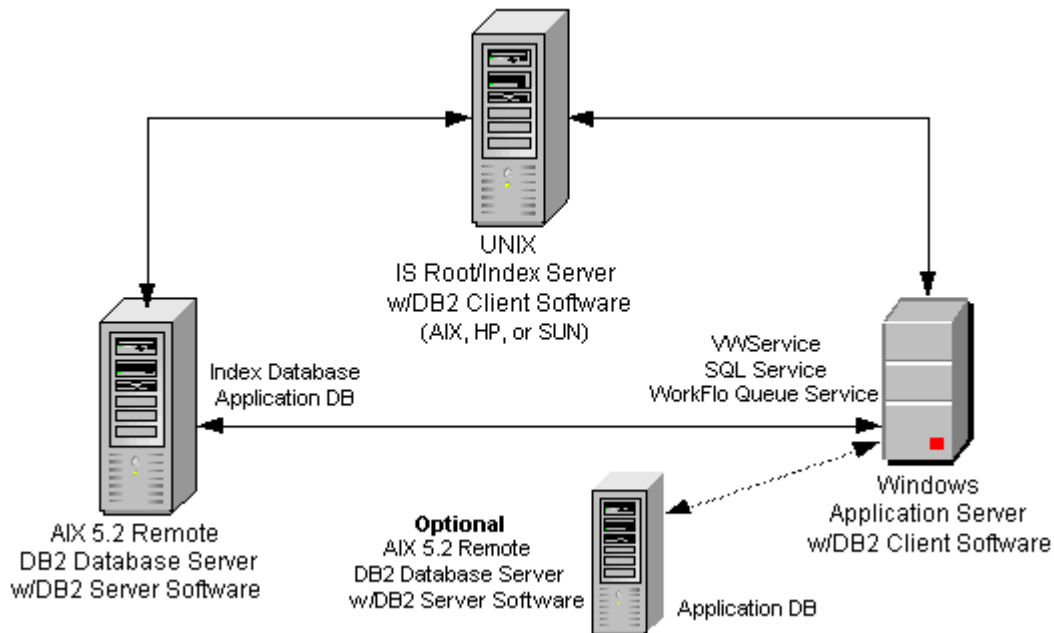 UNIX
IS Root/Index Server
w/DB2 Client Software
(AIX, HP, or SUN)
Index Database
Application DB
VWService
SQL Service
WorkFlo Queue Service
AIX 5.2 Remote
DB2 Database Server
w/DB2 Server Software
Optional
AIX 5.2 Remote
DB2 Database Server
w/DB2 Server Software
Application DB
Windows
Application Server
w/DB2 Client Software